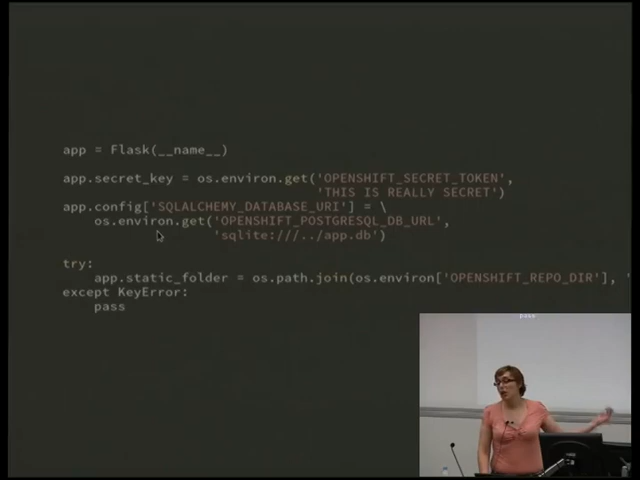 app = Flask(__name__)
app.secret_key = os.environ.get('OPENSHIFT_SECRET_TOKEN',
'THIS IS REALLY SECRET')
app.config['SQLALCHEMY_DATABASE_URI'] = \
os.environ.get('OPENSHIFT_POSTGRESQL_DB_URL',
'sqlite:///../app.db')
try:
app.static_folder = os.path.join(os.environ['OPENSHIFT_REPO_DIR'], '
except KeyError:
pass
pass